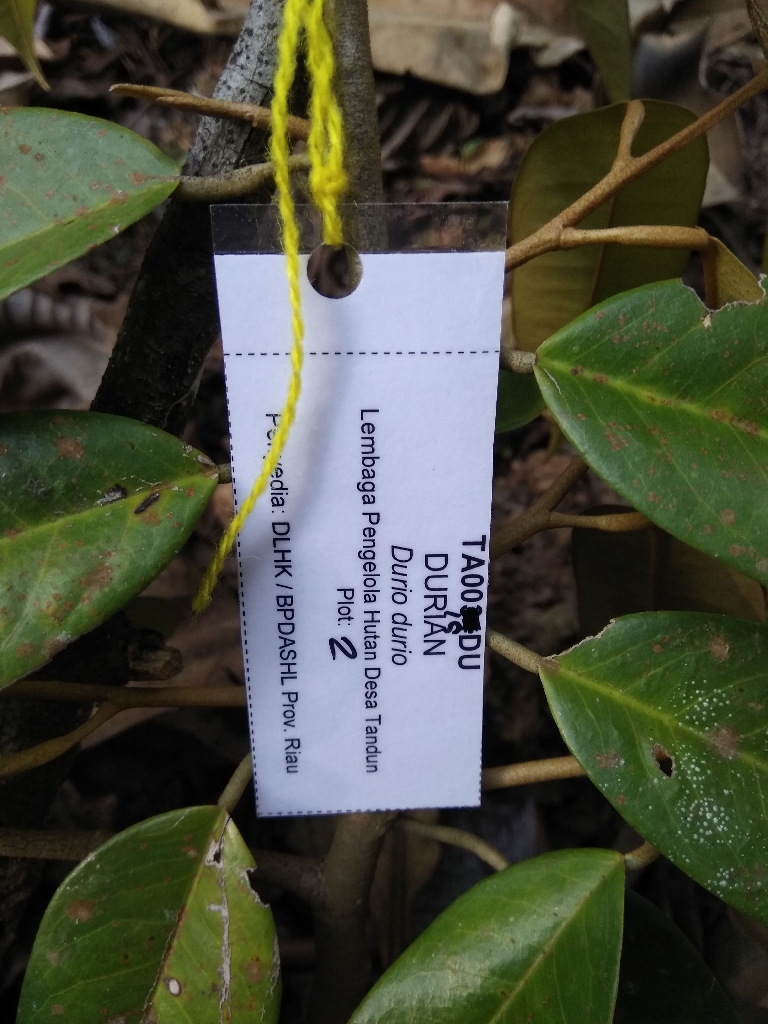 DURIAN
Durio durio
Lembaga Pengelola Hutan Desa Tandun
Plot: 2
Penyedia: DLHK / BPDASHL Prov. Riau